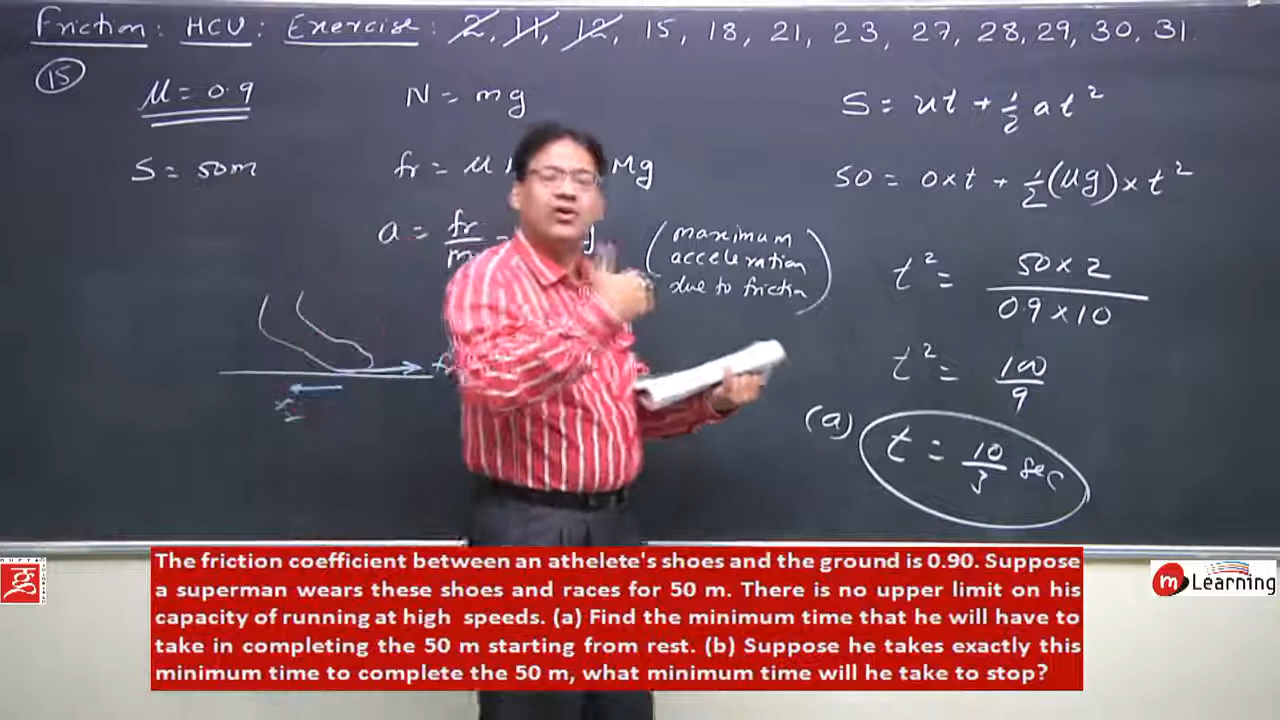 Friction: HCU: Exercise: 2, 11, 12, 15, 18, 21, 23, 27, 28, 29, 30, 31
15
μ = 0.9
S = 50m
N = mg
fr = μ Mg
a = fr/m =
(maximum
acceleration
due to friction)
S = ut + 1/2 at²
50 = 0×t + 1/2 (μg) × t²
t² = 50×2 / 0.9×10
t² = 100/9
(a) t = 10/3 sec
The friction coefficient between an athelete's shoes and the ground is 0.90. Suppose
a superman wears these shoes and races for 50 m. There is no upper limit on his
capacity of running at high speeds. (a) Find the minimum time that he will have to
take in completing the 50 m starting from rest. (b) Suppose he takes exactly this
minimum time to complete the 50 m, what minimum time will he take to stop?
m Learning